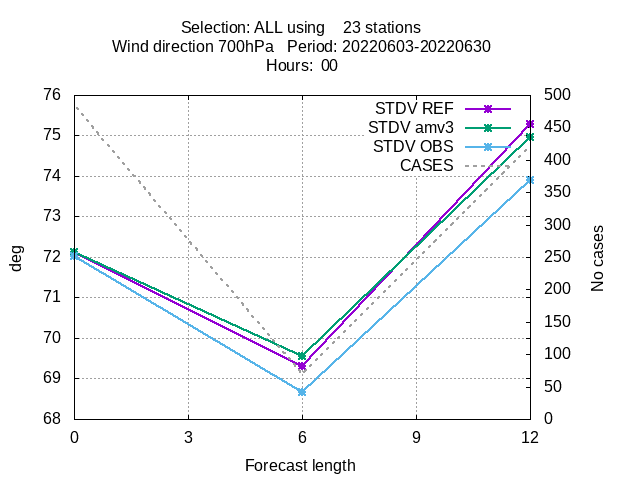 Selection: ALL using    23 stations
Wind direction 700hPa   Period: 20220603-20220630
Hours:  00
STDV REF
STDV amv3
STDV OBS
CASES
76
75
74
73
72
71
70
69
68
500
450
400
350
300
250
200
150
100
50
0
deg
No cases
0 3 6 9 12
Forecast length